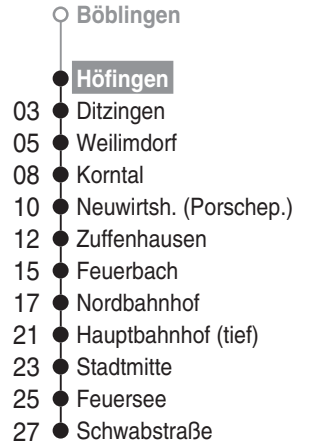 Böblingen
Höfingen
03 Ditzingen
05 Weilimdorf
08 Korntal
10 Neuwirtsh. (Porschep.)
12 Zuffenhausen
15 Feuerbach
17 Nordbahnhof
21 Hauptbahnhof (tief)
23 Stadtmitte
25 Feuersee
27 Schwabstraße